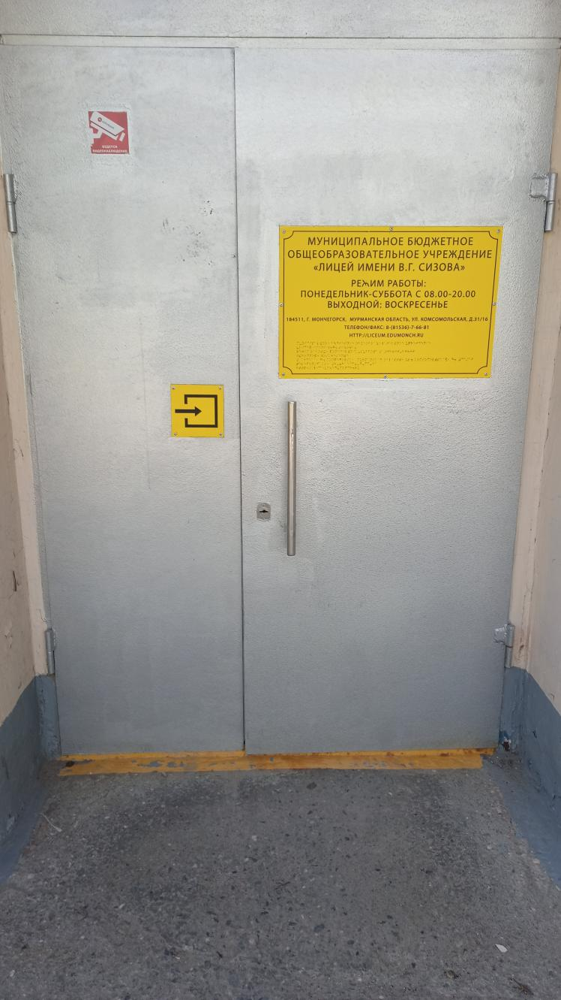 ВЕДЕТСЯ
ВИДЕОНАБЛЮДЕНИЕ
МУНИЦИПАЛЬНОЕ БЮДЖЕТНОЕ
ОБЩЕОБРАЗОВАТЕЛЬНОЕ УЧРЕЖДЕНИЕ
«ЛИЦЕЙ ИМЕНИ В.Г. СИЗОВА»
РЕЖИМ РАБОТЫ:
ПОНЕДЕЛЬНИК-СУББОТА С 08.00-20.00
ВЫХОДНОЙ: ВОСКРЕСЕНЬЕ
184511, Г. МОНЧЕГОРСК, МУРМАНСКАЯ ОБЛАСТЬ, УЛ. КОМСОМОЛЬСКАЯ, Д.31/16
ТЕЛЕФОН/ФАКС: 8-(81536)-7-66-81
HTTP://LICEUM.EDUMONCH.RU